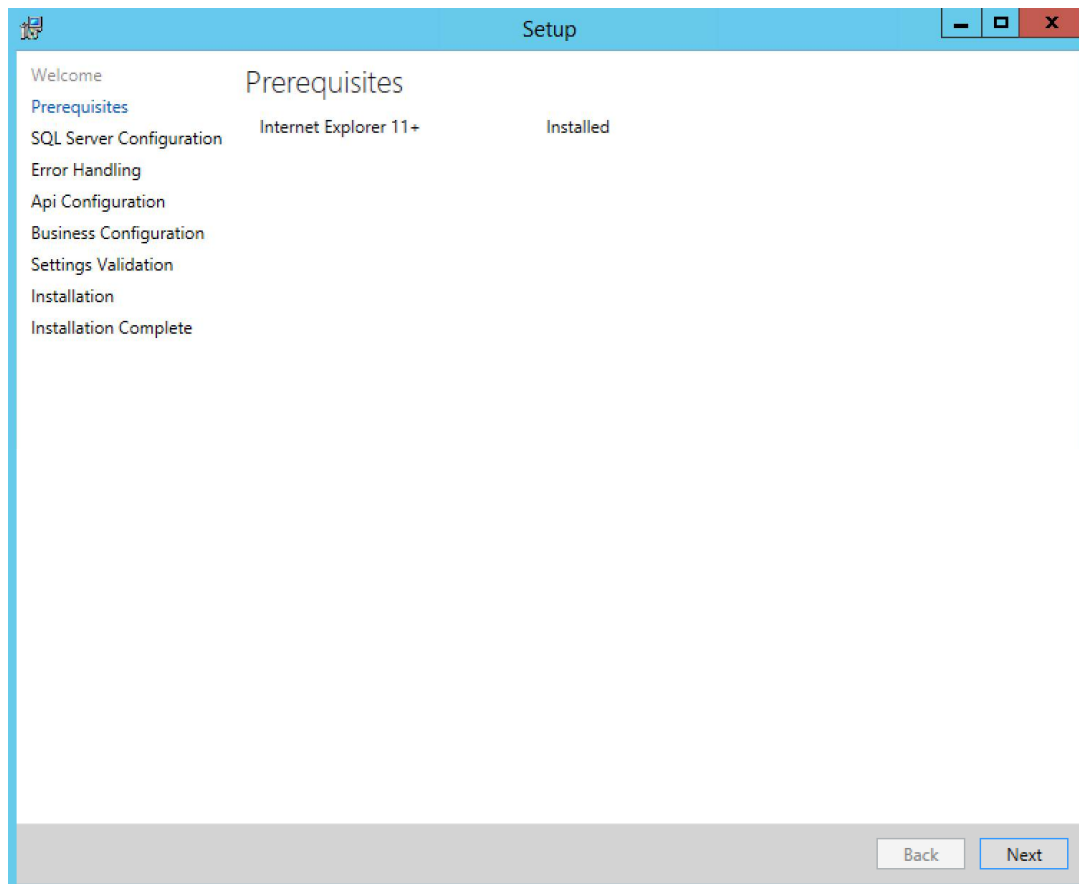 Setup
Welcome
Prerequisites
SQL Server Configuration
Error Handling
Api Configuration
Business Configuration
Settings Validation
Installation
Installation Complete
Prerequisites
Internet Explorer 11+ Installed
Back Next